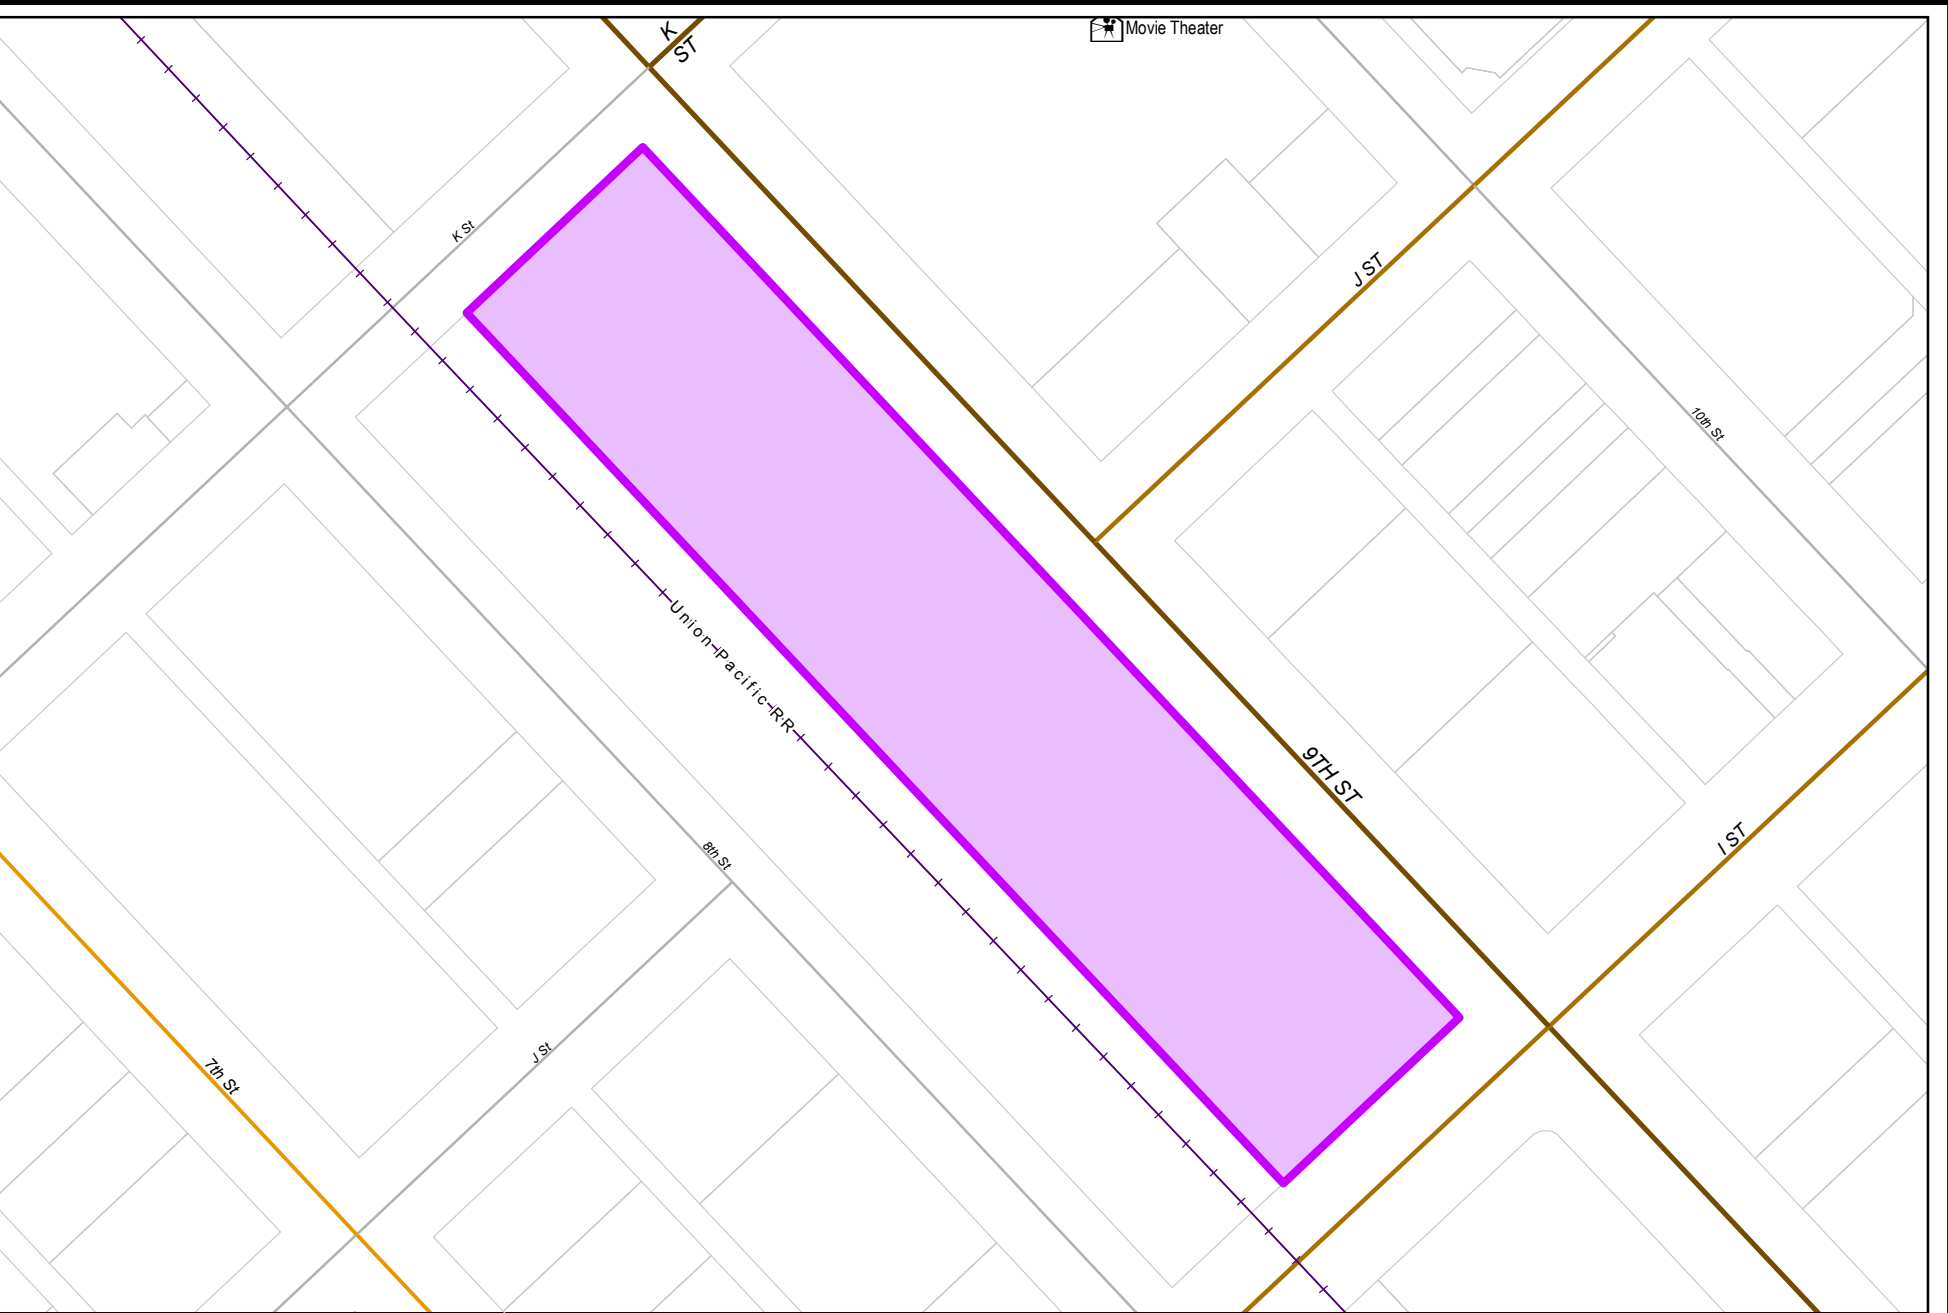 Movie Theater
K
ST
K St
J ST
10th St
Union Pacific RR
9TH ST
I ST
8th St
J St
7th St